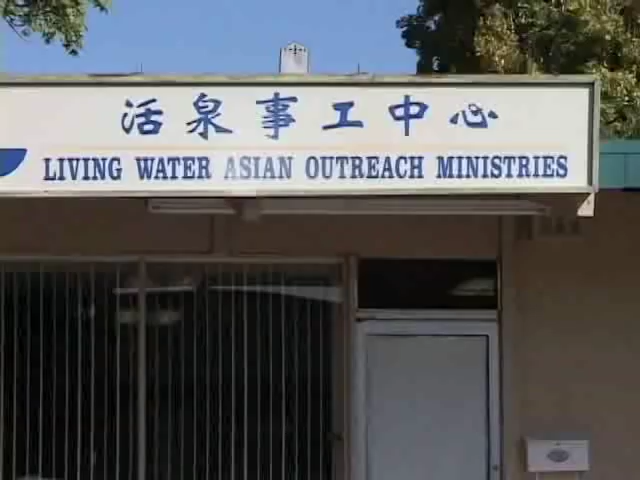 活泉事工中心
LIVING WATER ASIAN OUTREACH MINISTRIES